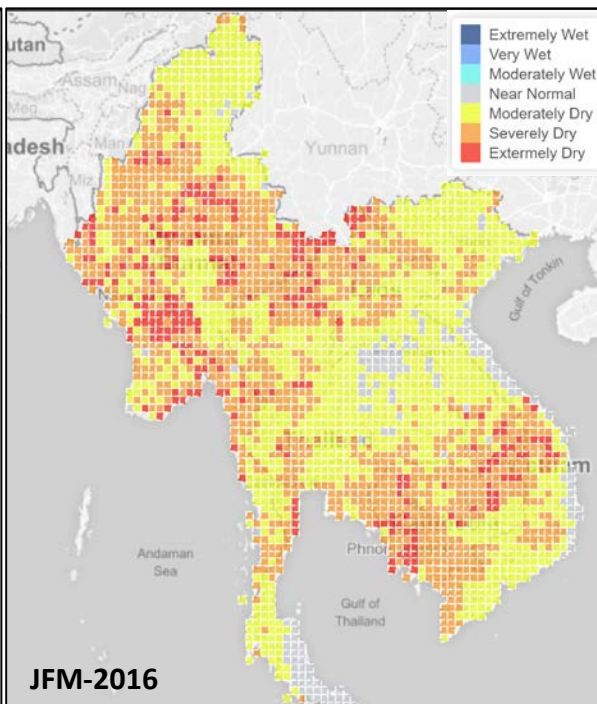 utan
Assam
Nag
Meg
adesh
Man
Miz
Yunnan
Extremely Wet
Very Wet
Moderately Wet
Near Normal
Moderately Dry
Severely Dry
Extermely Dry
Gulf of Tonkin
Andaman
Sea
Phnor
Gulf of
Thailand
JFM-2016